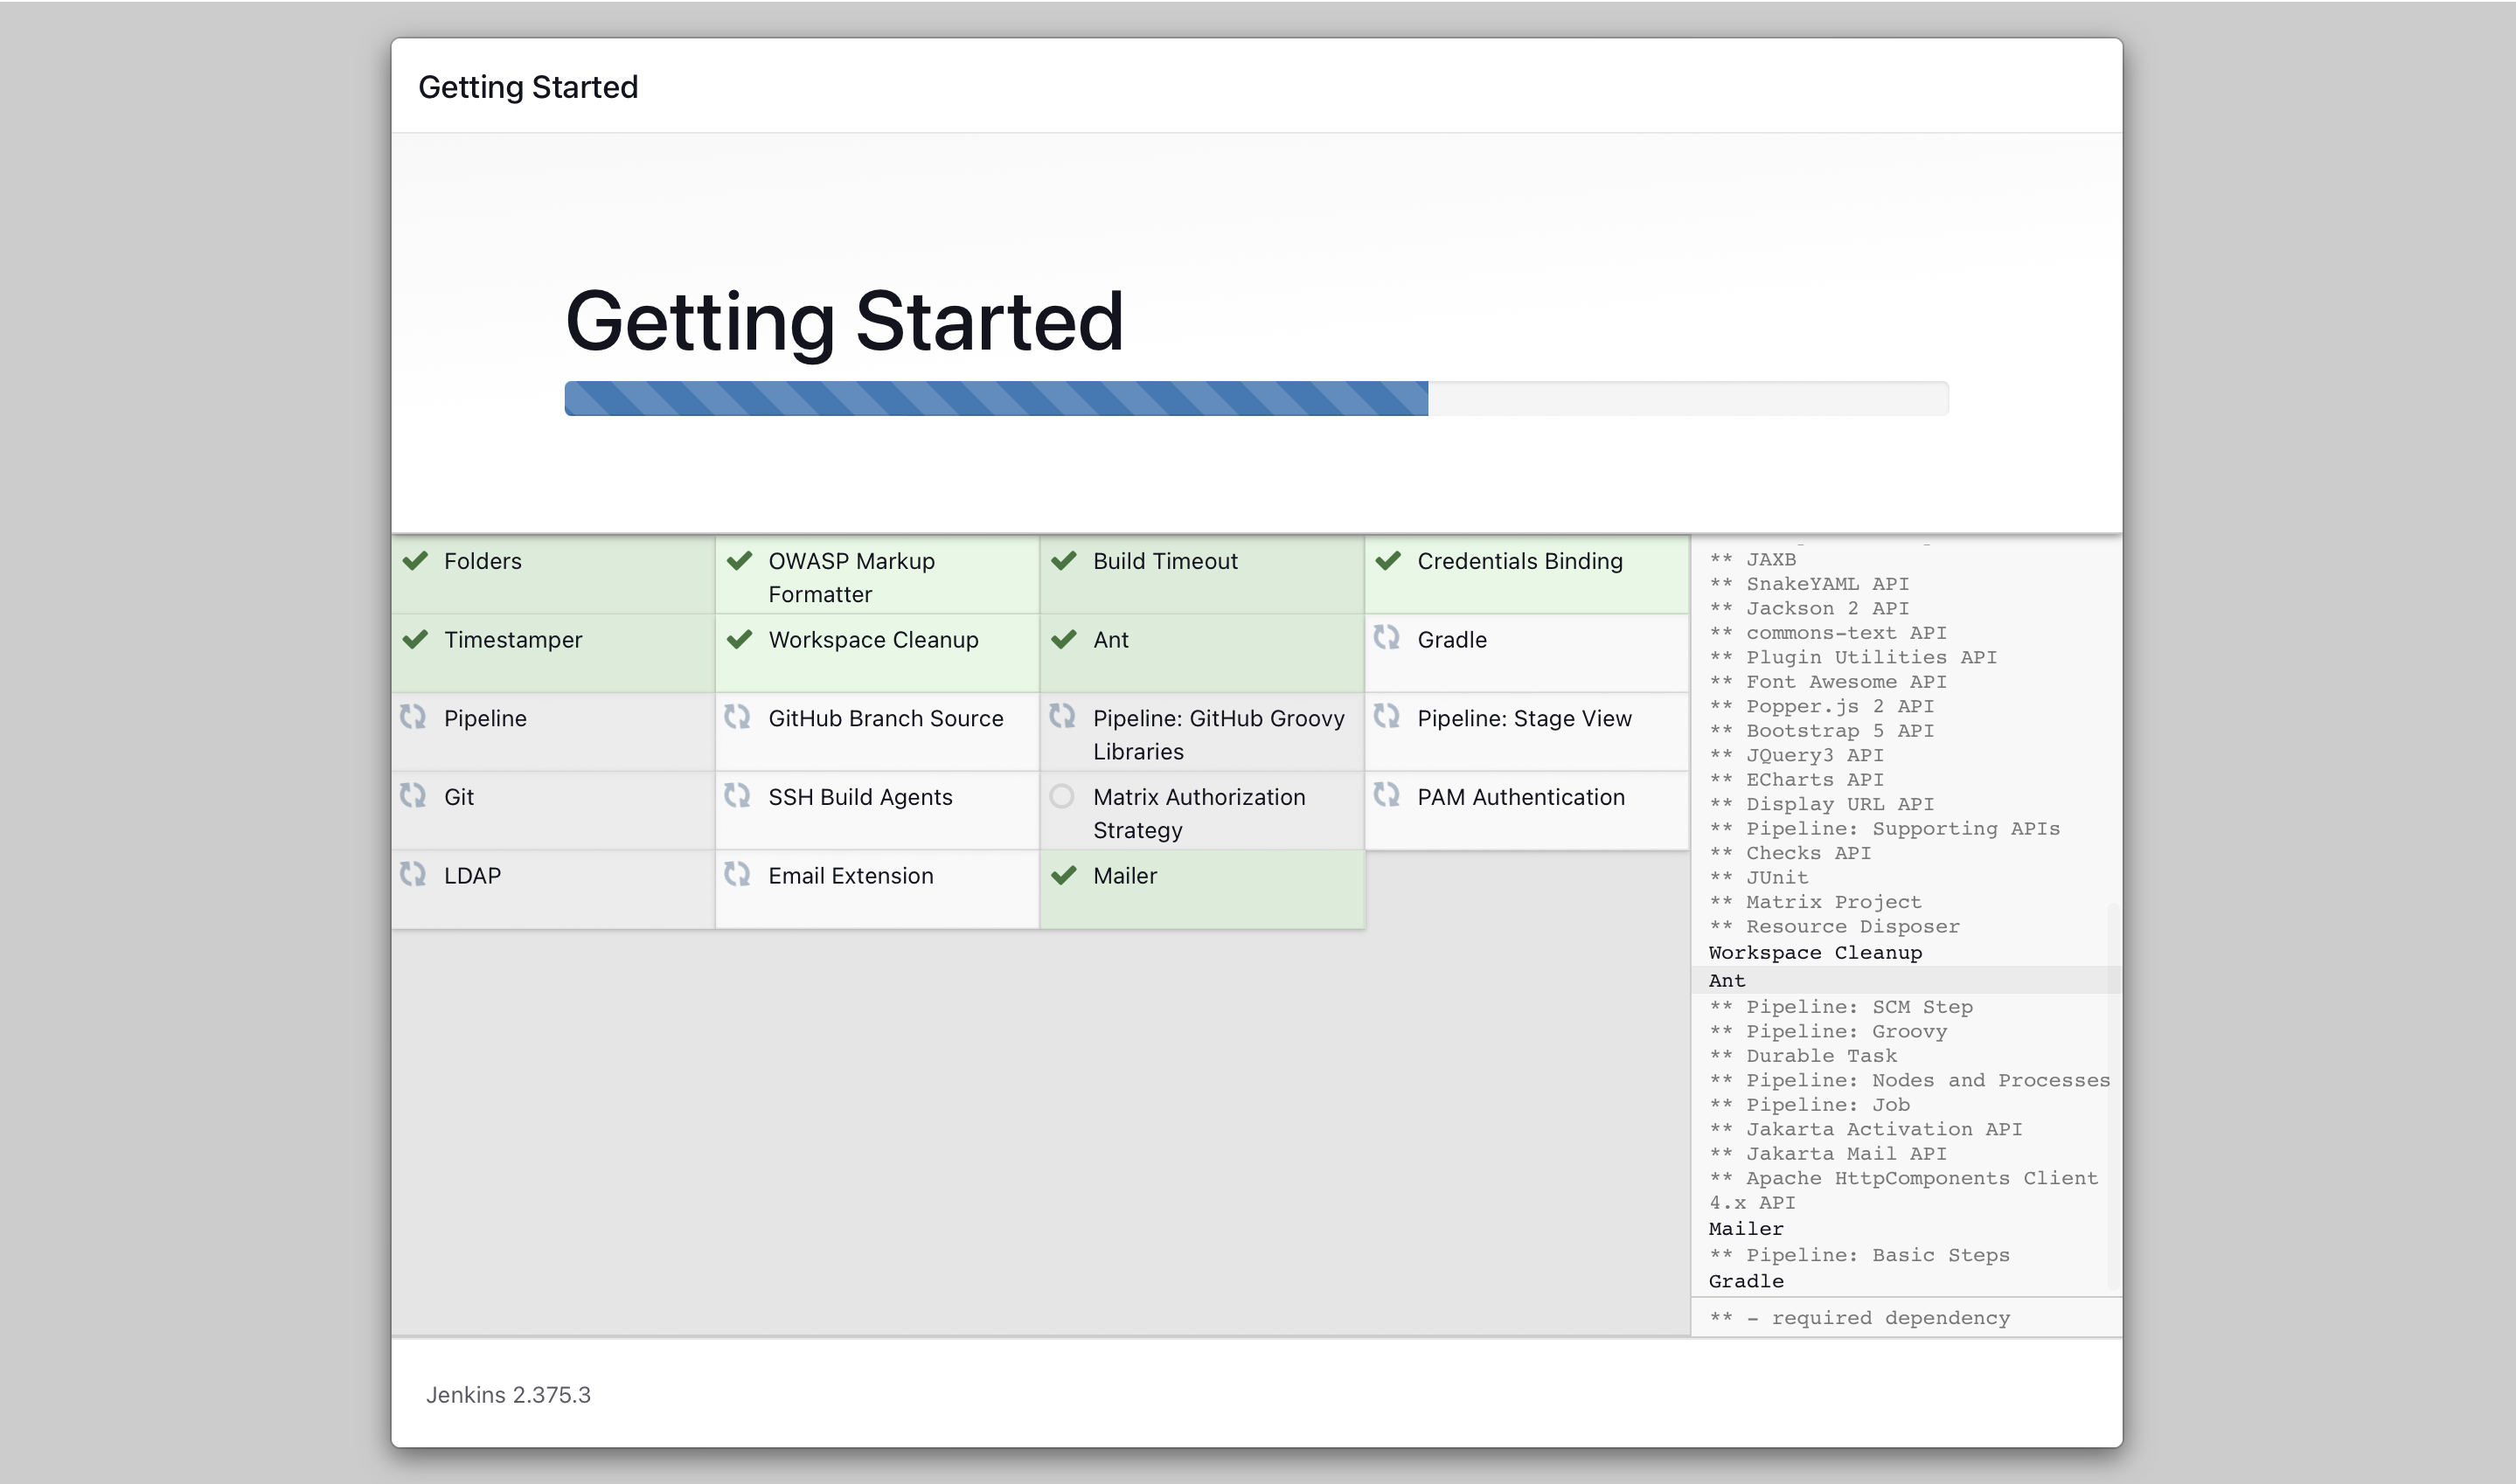 Getting Started
Getting Started
Folders
OWASP Markup
Formatter
Build Timeout
Credentials Binding
Timestamper
Workspace Cleanup
Ant
Gradle
Pipeline
GitHub Branch Source
Pipeline: GitHub Groovy
Libraries
Pipeline: Stage View
Git
SSH Build Agents
Matrix Authorization
Strategy
PAM Authentication
LDAP
Email Extension
Mailer
** JAXB
** SnakeYAML API
** Jackson 2 API
** commons-text API
** Plugin Utilities API
** Font Awesome API
** Popper.js 2 API
** Bootstrap 5 API
** JQuery3 API
** ECharts API
** Display URL API
** Pipeline: Supporting APIs
** Checks API
** JUnit
** Matrix Project
** Resource Disposer
Workspace Cleanup
Ant
** Pipeline: SCM Step
** Pipeline: Groovy
** Durable Task
** Pipeline: Nodes and Processes
** Pipeline: Job
** Jakarta Activation API
** Jakarta Mail API
** Apache HttpComponents Client
4.x API
Mailer
** Pipeline: Basic Steps
Gradle
** - required dependency
Jenkins 2.375.3